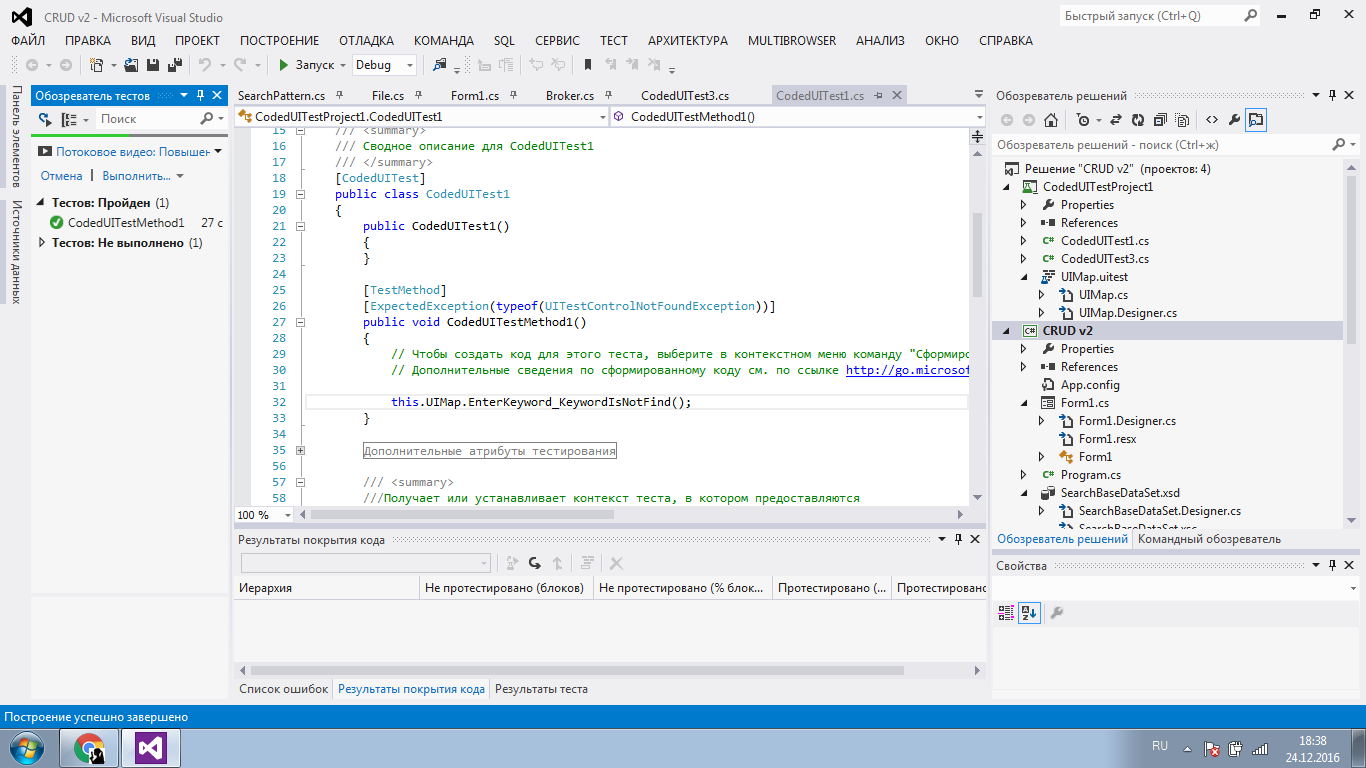 CRUD v2 - Microsoft Visual Studio
Быстрый запуск (Ctrl+Q)
ФАЙЛ ПРАВКА ВИД ПРОЕКТ ПОСТРОЕНИЕ ОТЛАДКА КОМАНДА SQL СЕРВИС ТЕСТ АРХИТЕКТУРА MULTIBROWSER АНАЛИЗ ОКНО СПРАВКА
Запуск Debug
Панель элементов
Источники данных
Обозреватель тестов
Поиск
Потоковое видео: Повышен
Отмена | Выполнить...
Тестов: Пройден (1)
CodedUITestMethod1 27 с
Тестов: Не выполнено (1)
SearchPattern.cs File.cs Form1.cs Broker.cs CodedUITest3.cs CodedUITest1.cs
CodedUITestProject1.CodedUITest1 CodedUITestMethod1()
15 /// <summary>
16 /// Сводное описание для CodedUITest1
17 /// </summary>
18 [CodedUITest]
19 public class CodedUITest1
20 {
21 public CodedUITest1()
22 {
23 }
24
25 [TestMethod]
26 [ExpectedException(typeof(UITestControlNotFoundException))]
27 public void CodedUITestMethod1()
28 {
29 // Чтобы создать код для этого теста, выберите в контекстном меню команду "Сформиро
30 // Дополнительные сведения по сформированному коду см. по ссылке http://go.microsof
31
32 this.UIMap.EnterKeyword_KeywordIsNotFind();
33 }
34
35 Дополнительные атрибуты тестирования
56
57 /// <summary>
58 ///Получает или устанавливает контекст теста, в котором предоставляются
100 %
Результаты покрытия кода
Иерархия Не протестировано (блоков) Не протестировано (% блок... Протестировано (... Протестировано
Список ошибок Результаты покрытия кода Результаты теста
Обозреватель решений
Обозреватель решений - поиск (Ctrl+ж)
Решение "CRUD v2" (проектов: 4)
CodedUITestProject1
Properties
References
CodedUITest1.cs
CodedUITest3.cs
UIMap.uitest
UIMap.cs
UIMap.Designer.cs
CRUD v2
Properties
References
App.config
Form1.cs
Form1.Designer.cs
Form1.resx
Form1
Program.cs
SearchBaseDataSet.xsd
SearchBaseDataSet.Designer.cs
SearchBaseDataSet.xsc
Обозреватель решений Командный обозреватель
Свойства
Построение успешно завершено
RU
18:38
24.12.2016